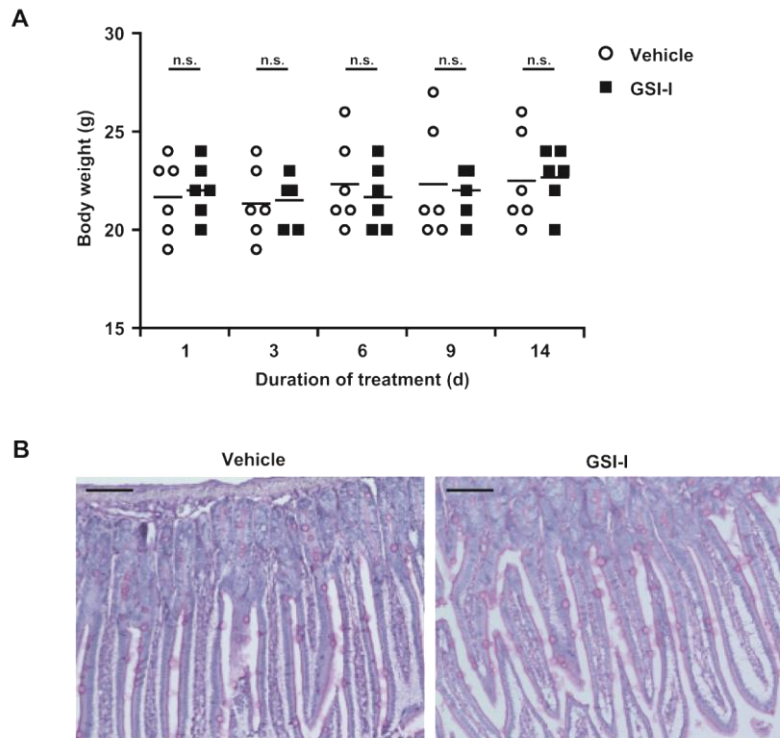 A
30
n.s. n.s. n.s. n.s. n.s.
Vehicle
GSI-I
25
Body weight (g)
20
15
1 3 6 9 14
Duration of treatment (d)
B
Vehicle GSI-I